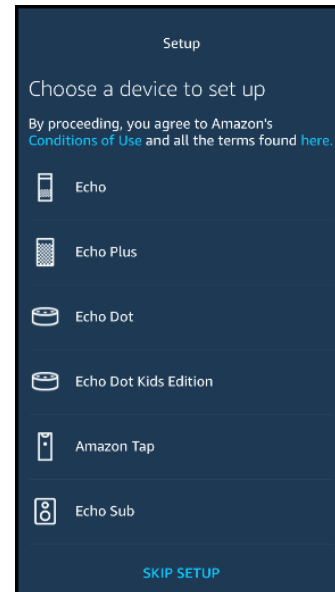 Setup
Choose a device to set up
By proceeding, you agree to Amazon's
Conditions of Use and all the terms found here.
Echo
Echo Plus
Echo Dot
Echo Dot Kids Edition
Amazon Tap
Echo Sub
SKIP SETUP